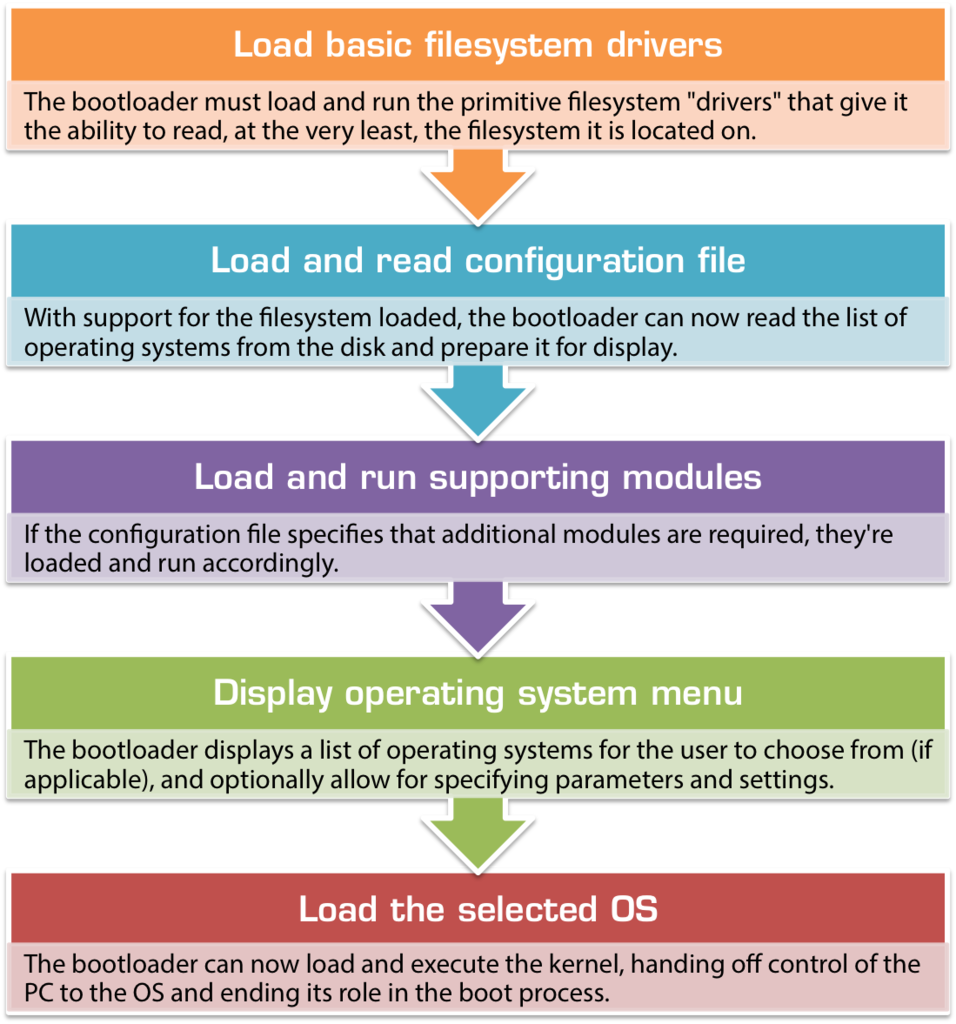 Load basic filesystem drivers
The bootloader must load and run the primitive filesystem "drivers" that give it
the ability to read, at the very least, the filesystem it is located on.
Load and read configuration file
With support for the filesystem loaded, the bootloader can now read the list of
operating systems from the disk and prepare it for display.
Load and run supporting modules
If the configuration file specifies that additional modules are required, they're
loaded and run accordingly.
Display operating system menu
The bootloader displays a list of operating systems for the user to choose from (if
applicable), and optionally allow for specifying parameters and settings.
Load the selected OS
The bootloader can now load and execute the kernel, handing off control of the
PC to the OS and ending its role in the boot process.